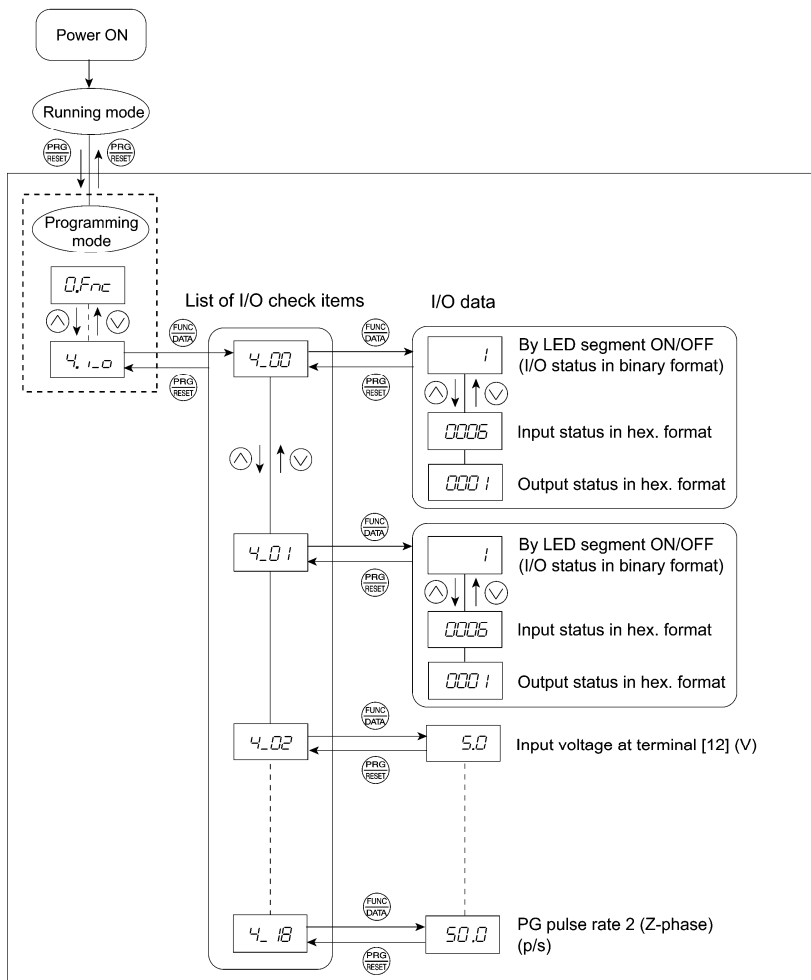 Power ON
Running mode
PRG
RESET
PRG
RESET
Programming
mode
0.Fnc
4.i_o
FUNC
DATA
PRG
RESET
List of I/O check items
I/O data
4_00
FUNC
DATA
PRG
RESET
1
By LED segment ON/OFF
(I/O status in binary format)
0006
Input status in hex. format
0001
Output status in hex. format
4_01
FUNC
DATA
PRG
RESET
1
By LED segment ON/OFF
(I/O status in binary format)
0006
Input status in hex. format
0001
Output status in hex. format
4_02
FUNC
DATA
PRG
RESET
5.0
Input voltage at terminal [12] (V)
4_18
FUNC
DATA
PRG
RESET
50.0
PG pulse rate 2 (Z-phase)
(p/s)